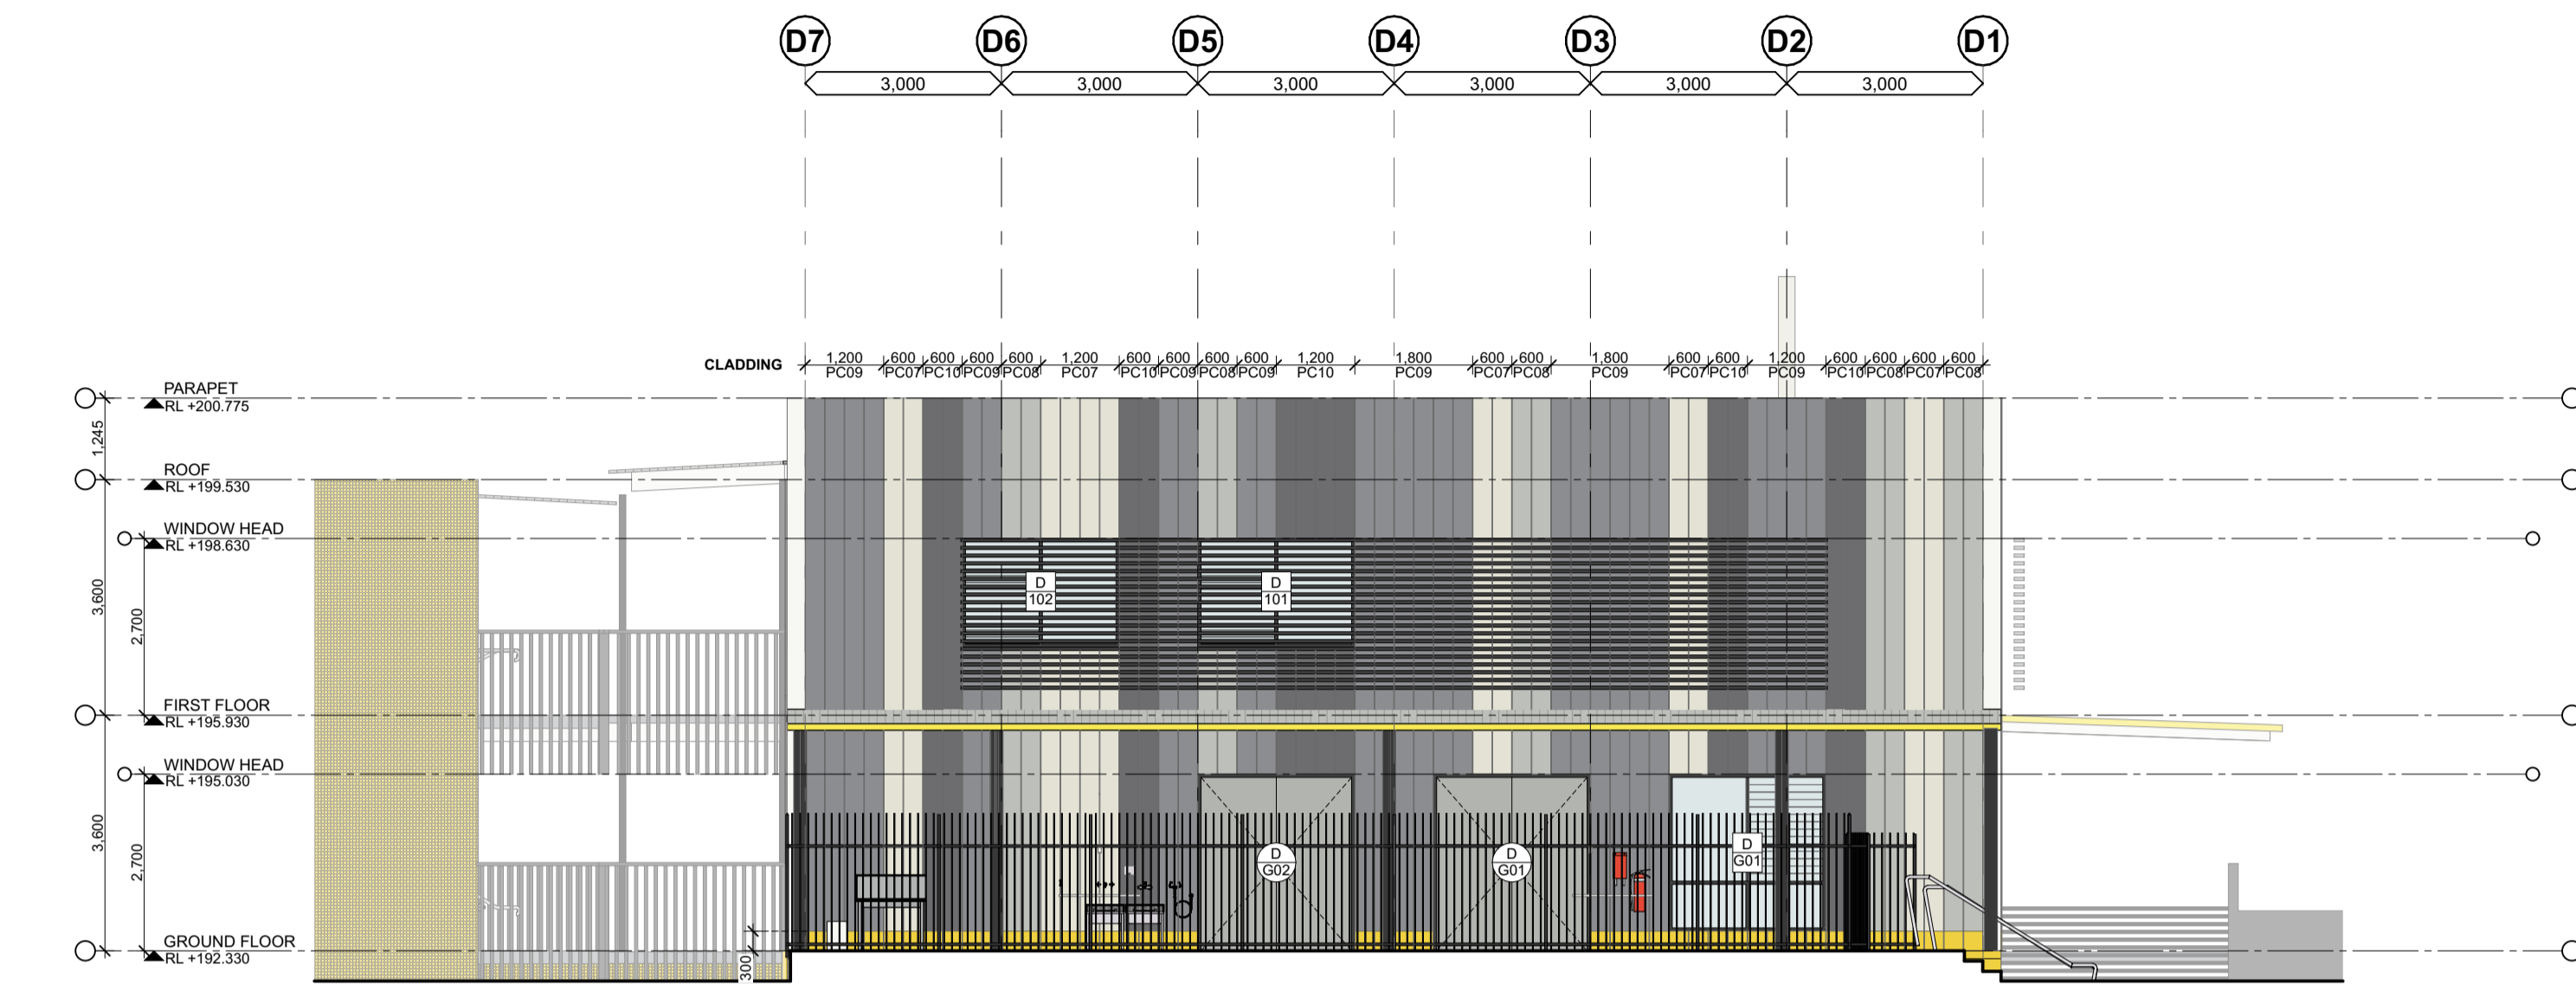 D7 D6 D5 D4 D3 D2 D1
3,000 3,000 3,000 3,000 3,000 3,000
CLADDING
1,200 600 600 600 600 1,200 600 600 600 600 1,200 1,800 600 600 1,800 600 600 1,200 600 600 600 600
PC09 PC07 PC10 PC09 PC08 PC07 PC10 PC09 PC08 PC09 PC10 PC09 PC07 PC08 PC09 PC07 PC10 PC09 PC10 PC08 PC07 PC08
PARAPET
RL +200.775
1,245
ROOF
RL +199.530
WINDOW HEAD
RL +198.630
3,600
2,700
D
102
D
101
FIRST FLOOR
RL +195.930
WINDOW HEAD
RL +195.030
3,600
2,700
D
G02
D
G01
D
G01
GROUND FLOOR
RL +192.330
300